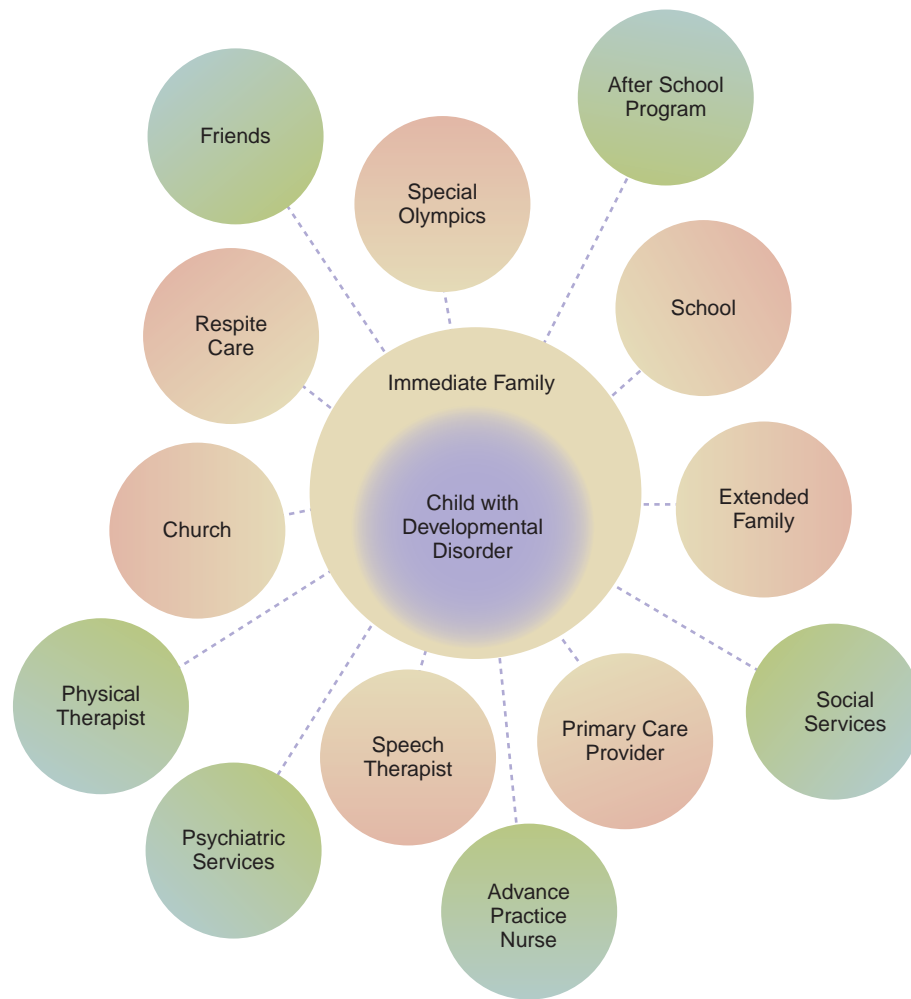 After School
Program
Friends
Special
Olympics
School
Respite
Care
Immediate Family
Extended
Family
Child with
Developmental
Disorder
Church
Physical
Therapist
Social
Services
Primary Care
Provider
Speech
Therapist
Psychiatric
Services
Advance
Practice
Nurse